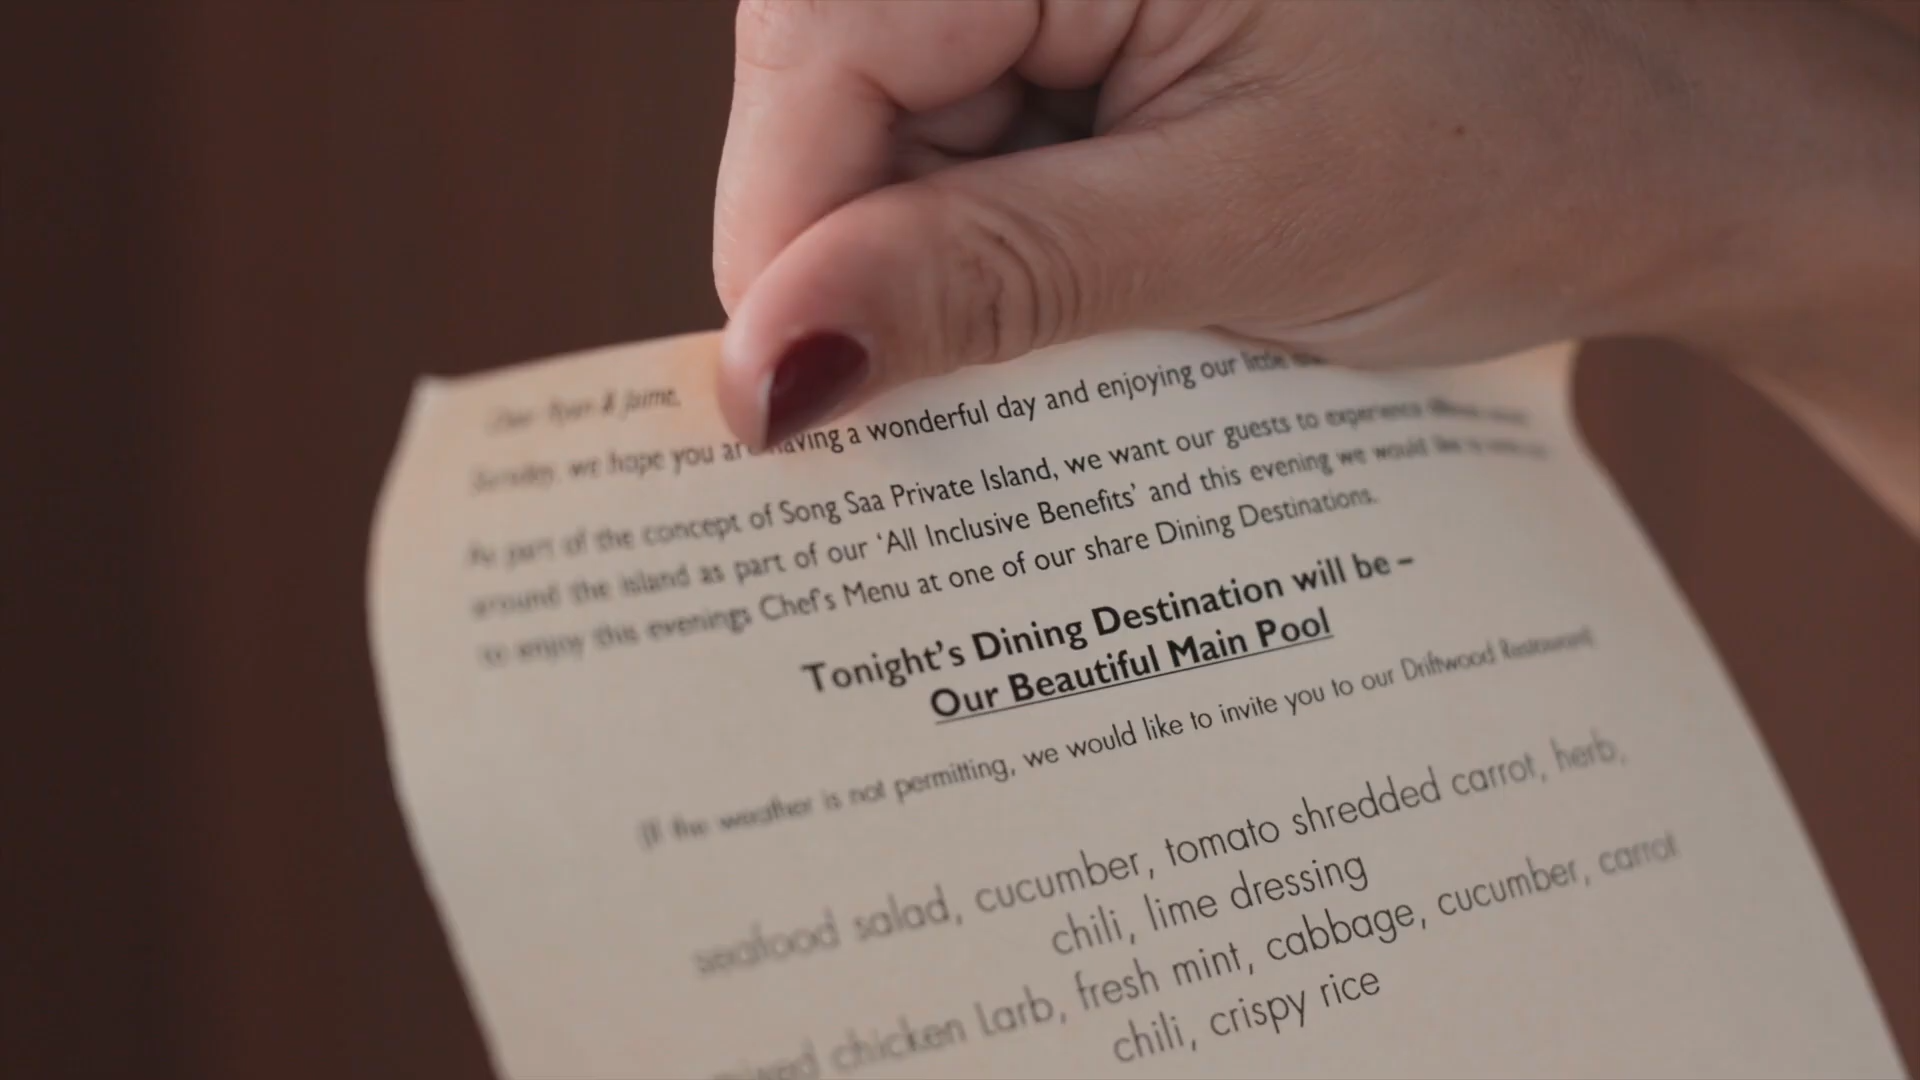 Dear Ryan & Jaime,
we hope you are having a wonderful day and enjoying our little
As part of the concept of Song Saa Private Island, we want our guests to experience
around the island as part of our ‘All Inclusive Benefits’ and this evening we would like to
to enjoy this evenings Chef's Menu at one of our share Dining Destinations.
Tonight's Dining Destination will be –
Our Beautiful Main Pool
(If the weather is not permitting, we would like to invite you to our Driftwood Restaurant
seafood salad, cucumber, tomato shredded carrot, herb,
chili, lime dressing
chicken Larb, fresh mint, cabbage, cucumber, carrot
chili, crispy rice